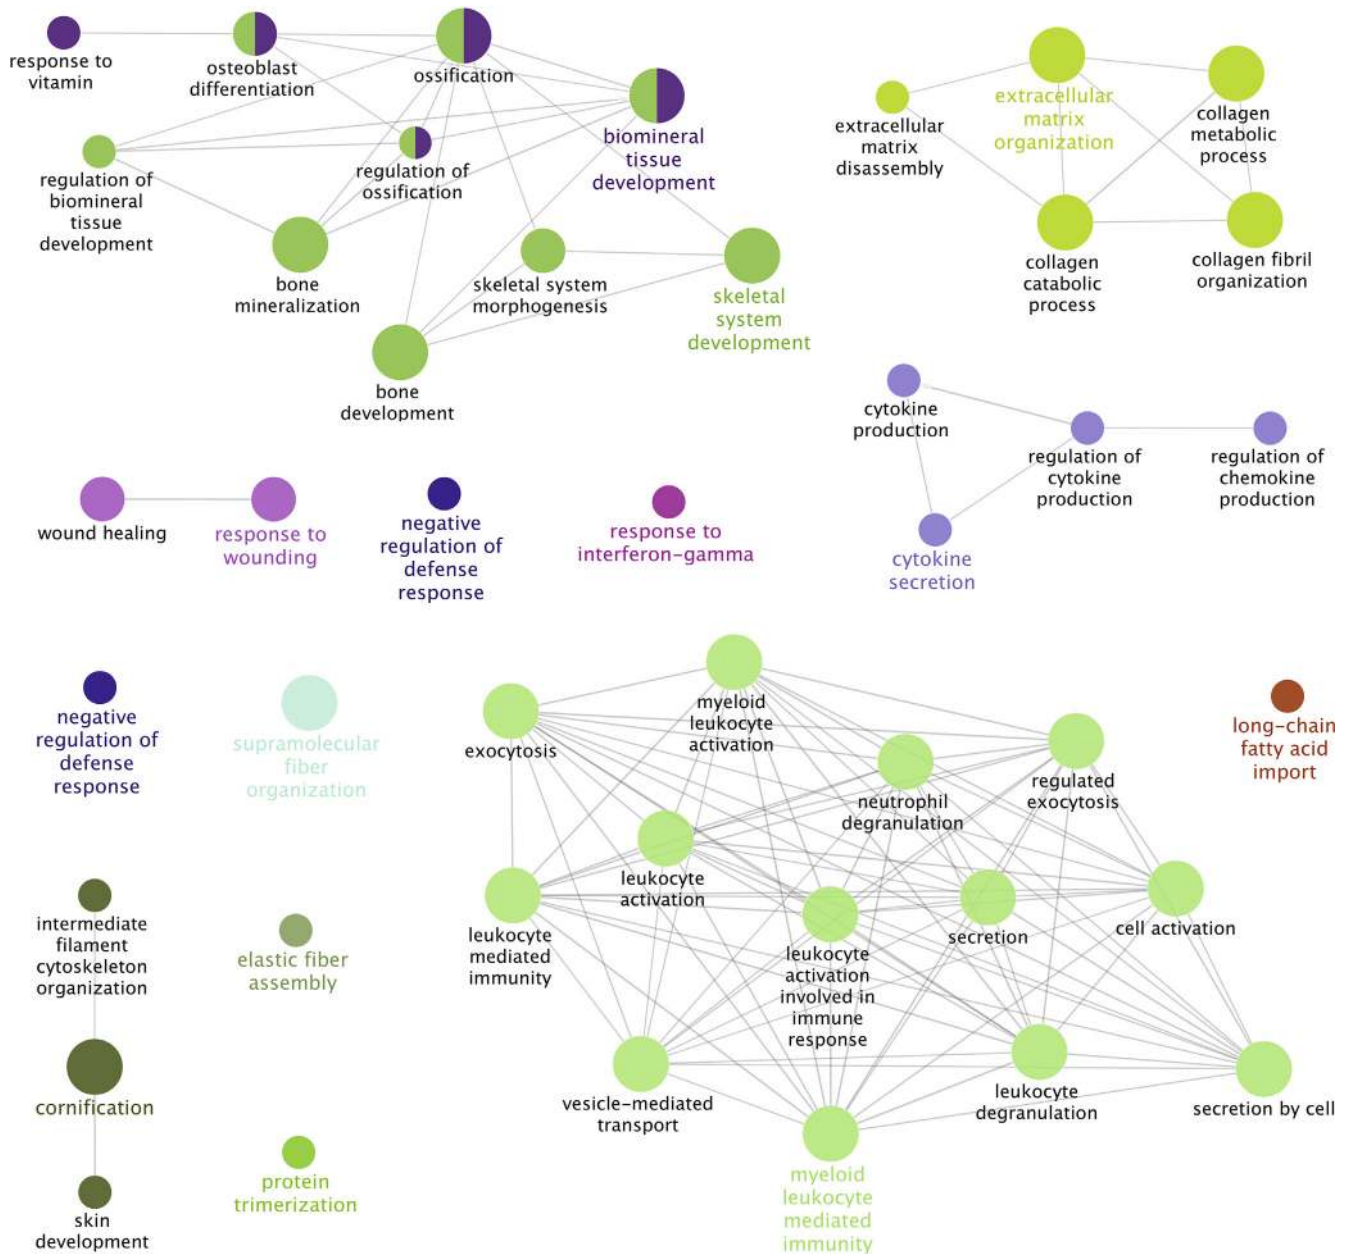 response to
vitamin
osteoblast
differentiation
ossification
biomineral
tissue
development
regulation of
biomineral
tissue
development
regulation of
ossification
bone
mineralization
skeletal system
morphogenesis
skeletal
system
development
bone
development
extracellular
matrix
disassembly
extracellular
matrix
organization
collagen
metabolic
process
collagen
catabolic
process
collagen fibril
organization
cytokine
production
regulation of
cytokine
production
regulation of
chemokine
production
cytokine
secretion
wound healing
response to
wounding
negative
regulation of
defense
response
response to
interferon-gamma
negative
regulation of
defense
response
supramolecular
fiber
organization
exocytosis
myeloid
leukocyte
activation
neutrophil
degranulation
regulated
exocytosis
long-chain
fatty acid
import
intermediate
filament
cytoskeleton
organization
elastic fiber
assembly
leukocyte
activation
leukocyte
mediated
immunity
leukocyte
activation
involved in
immune
response
secretion
cell activation
cornification
vesicle-mediated
transport
leukocyte
degranulation
secretion by cell
protein
trimerization
myeloid
leukocyte
mediated
immunity
skin
development